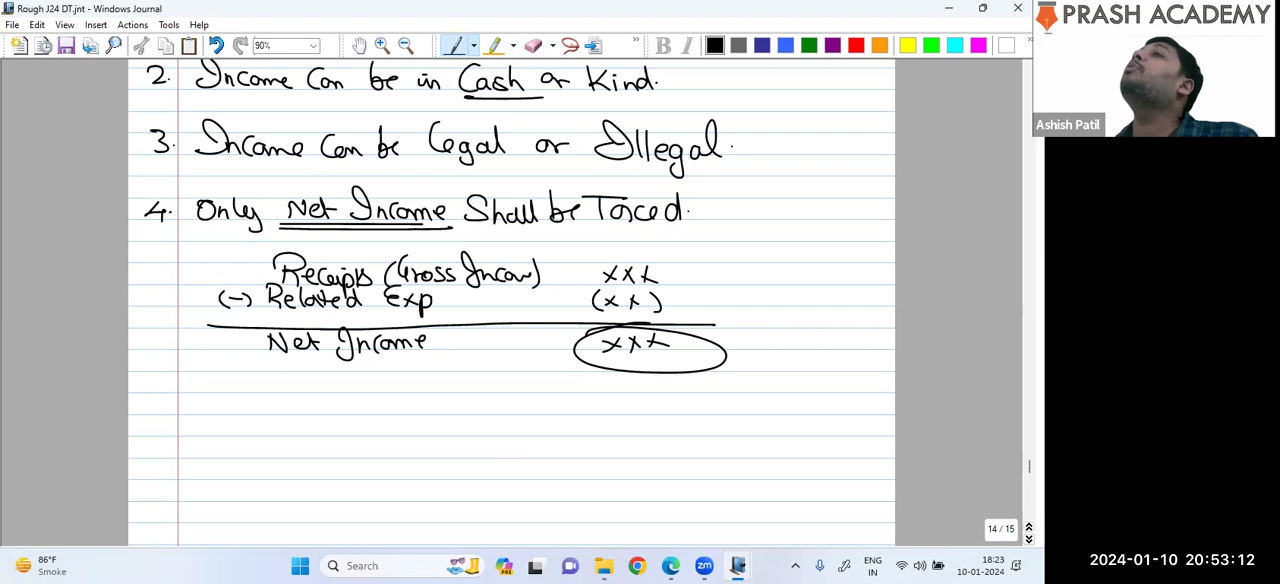 Rough J24 DT.jnt - Windows Journal
File Edit View Insert Actions Tools Help
90%
B I
PRASH ACADEMY
Ashish Patil
2. Income Can be in Cash or Kind.
3. Income Can be Legal or Illegal.
4. Only Net Income Shall be Taxed.
Receipts (Gross Income) xxx
(-) Related Exp (xx)
Net Income xxx
14 / 15
86°F
Smoke
Search
PRE
zm
ENG
IN
18:23
10-01-2024
2024-01-10 20:53:12